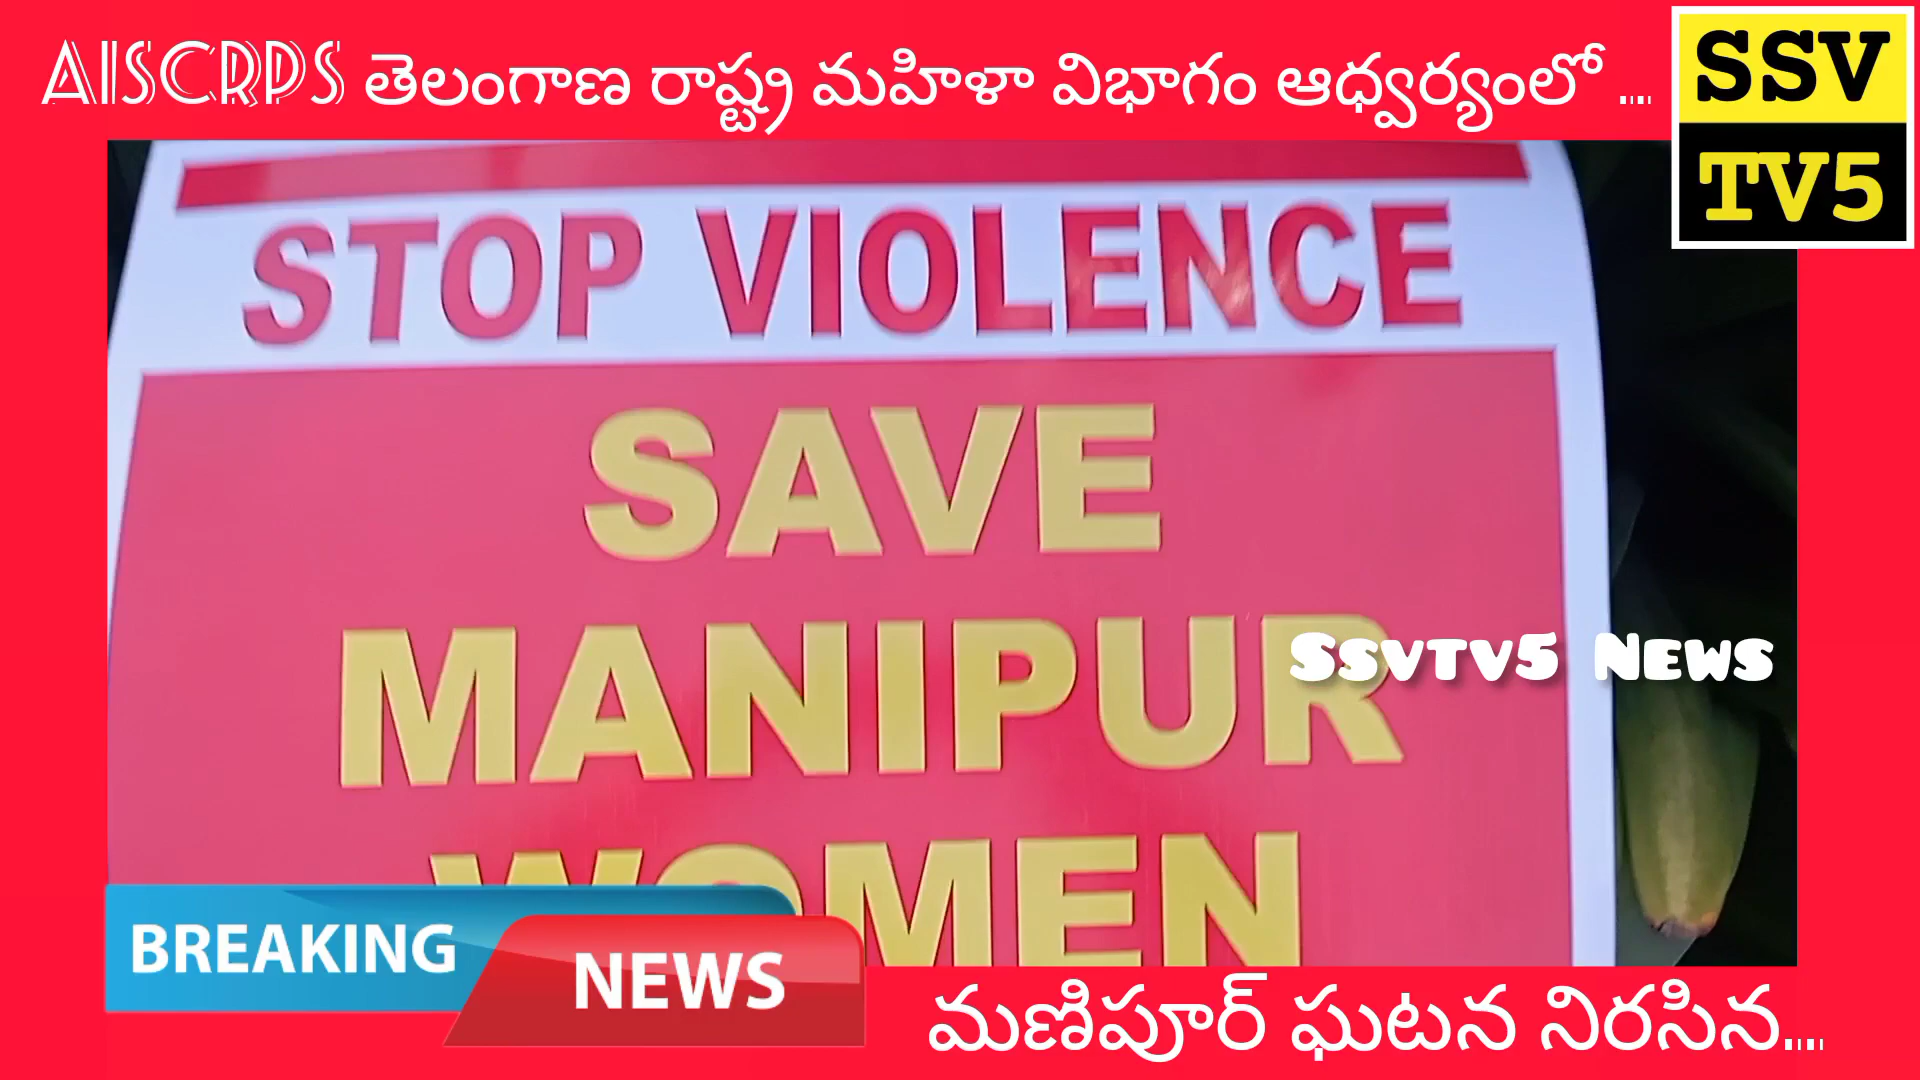 AISCRPS తెలంగాణ రాష్ట్ర మహిళా విభాగం ఆధ్వర్యంలో ....
SSV
TV5
STOP VIOLENCE
SAVE
MANIPUR
Ssvtv5 News
WOMEN
BREAKING
NEWS
మణిపూర్ ఘటన నిరసిన....